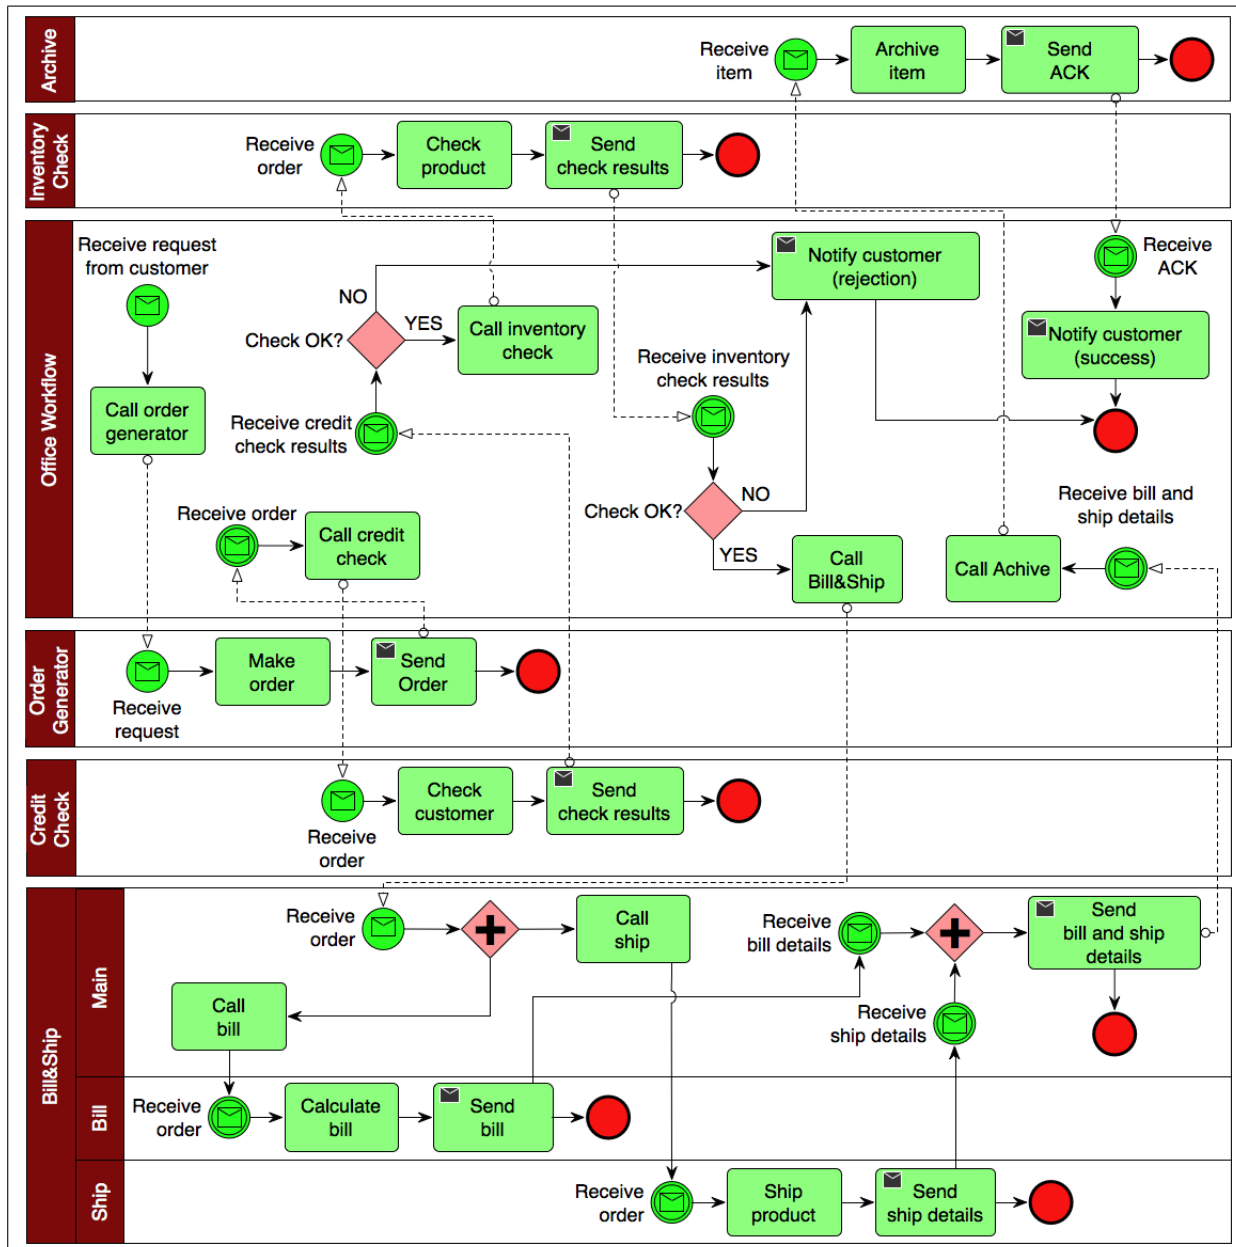 Archive
Receive
item
Archive
item
Send
ACK
Inventory
Check
Receive
order
Check
product
Send
check results
Office Workflow
Receive request
from customer
NO
Check OK?
YES
Call inventory
check
Notify customer
(rejection)
Receive
ACK
Notify customer
(success)
Receive inventory
check results
Call order
generator
Receive credit
check results
Receive order
Call credit
check
Check OK?
NO
YES
Call
Bill&Ship
Receive bill and
ship details
Call Achive
Order
Generator
Receive
request
Make
order
Send
Order
Credit
Check
Receive
order
Check
customer
Send
check results
Bill&Ship
Main
Receive
order
Call
ship
Receive
bill details
Send
bill and ship
details
Call
bill
Receive
ship details
Bill
Receive
order
Calculate
bill
Send
bill
Ship
Receive
order
Ship
product
Send
ship details